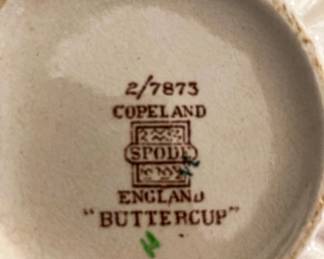 2/7873
COPELAND
SPODE
ENGLAND
"BUTTERCUP"